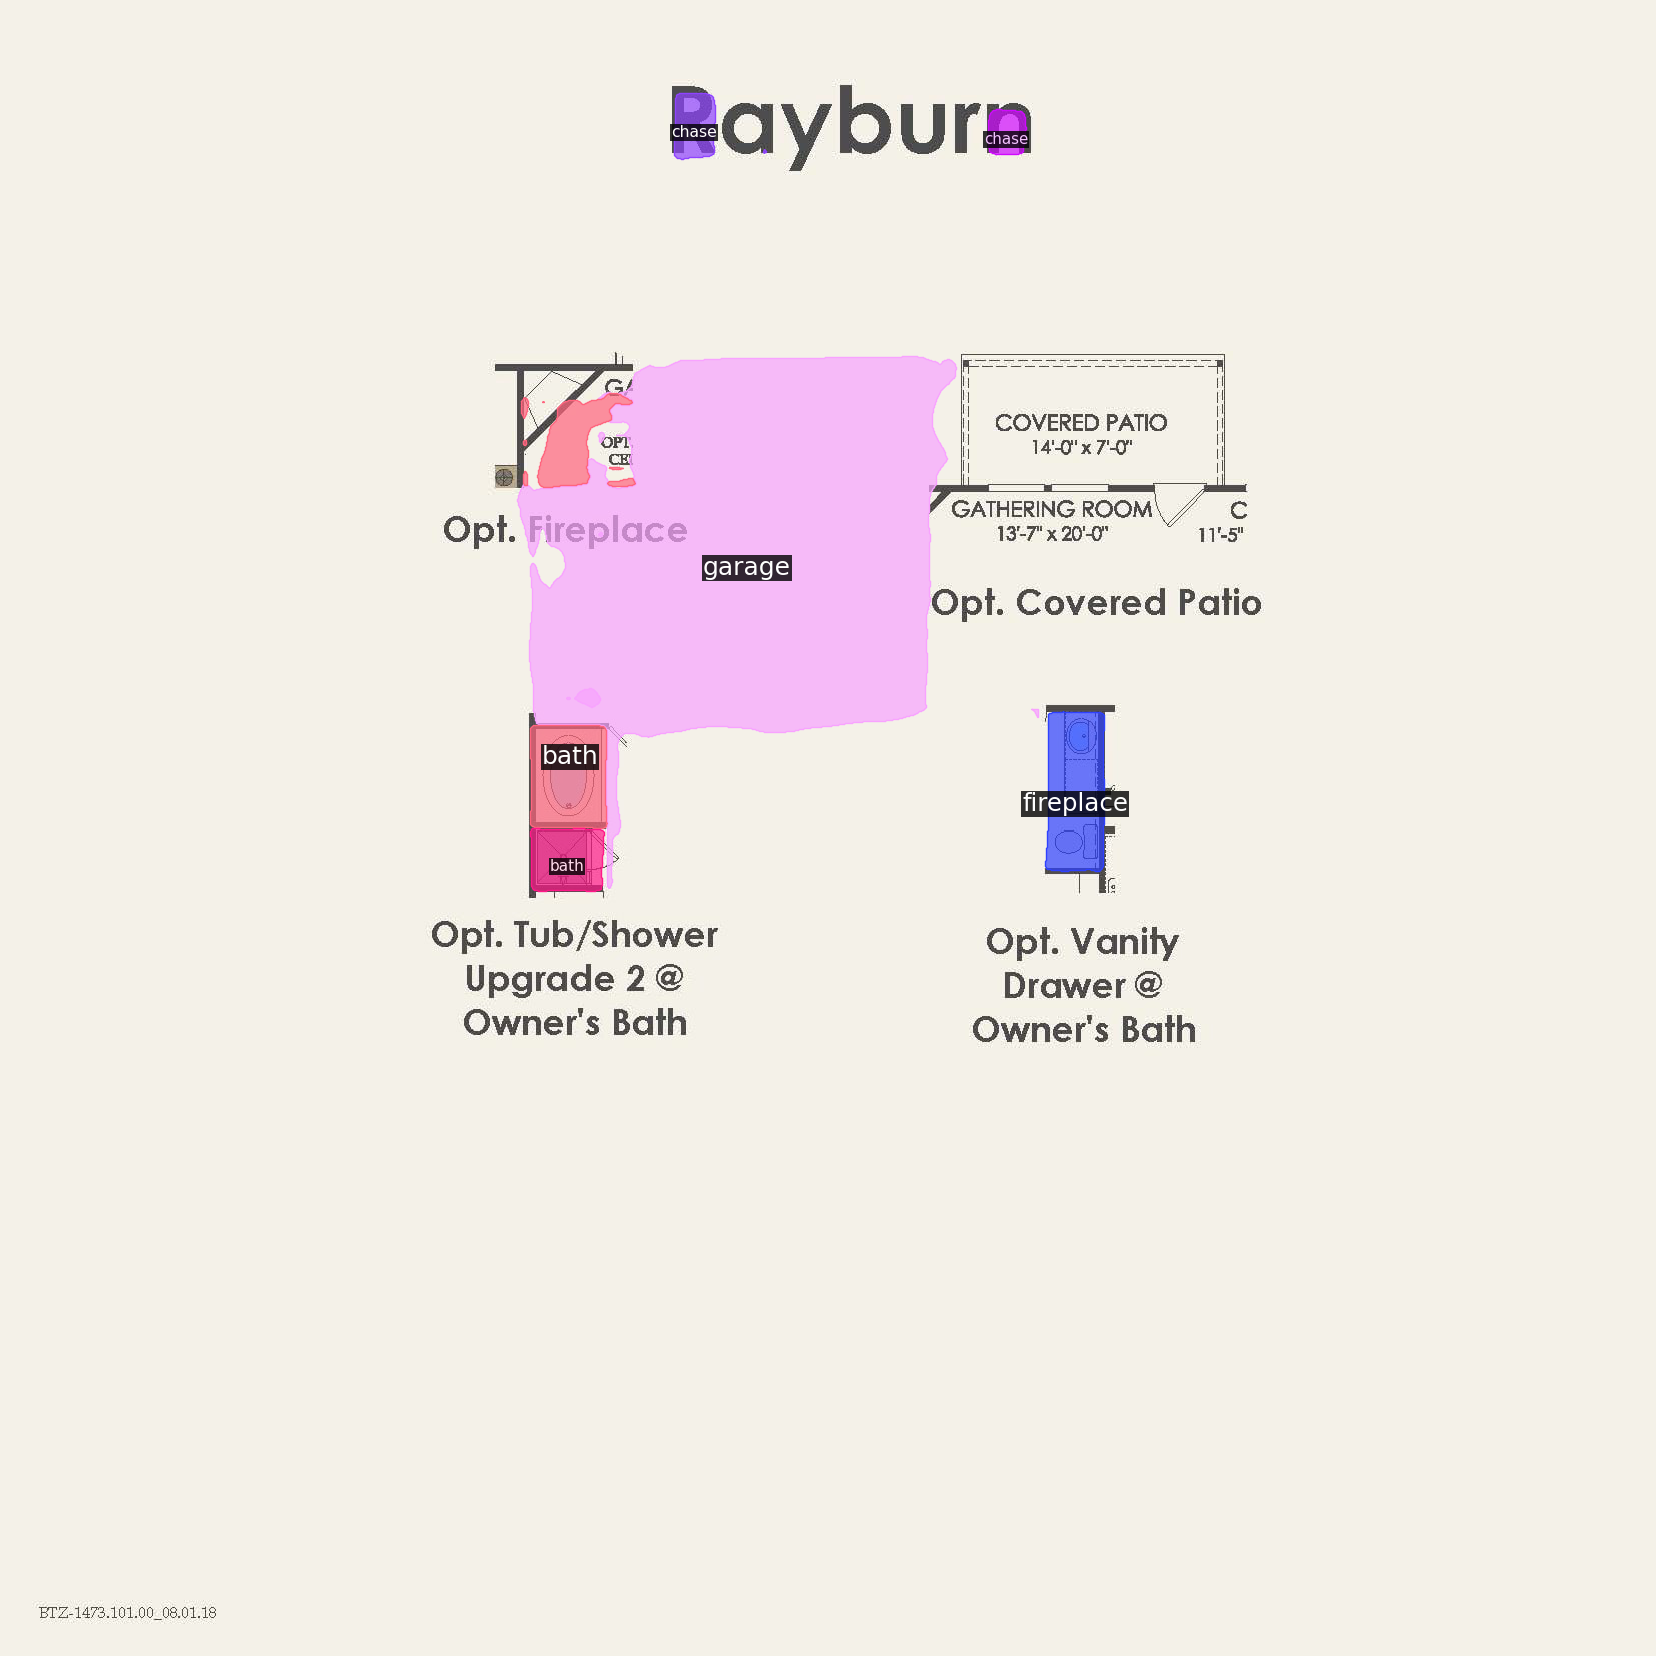 Rayburn
chase
chase
GA
OPT
CE
Opt. Fireplace
garage
COVERED PATIO
14'-0" x 7'-0"
GATHERING ROOM
13'-7" x 20'-0"
C
11'-5"
Opt. Covered Patio
bath
bath
Opt. Tub/Shower
Upgrade 2 @
Owner's Bath
fireplace
Opt. Vanity
Drawer @
Owner's Bath
BTZ-1473.101.00_08.01.18